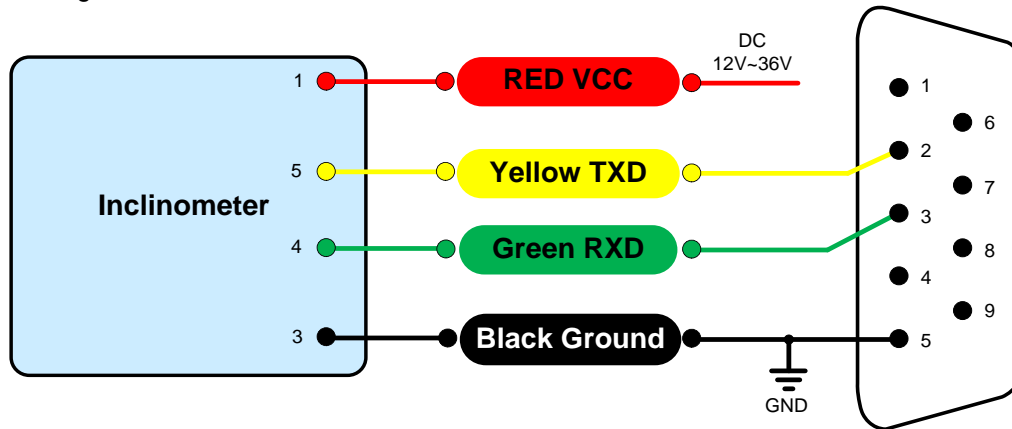 DC
12V~36V
1
RED VCC
1
6
5
Yellow TXD
2
7
Inclinometer
3
4
Green RXD
8
4
9
3
Black Ground
5
GND